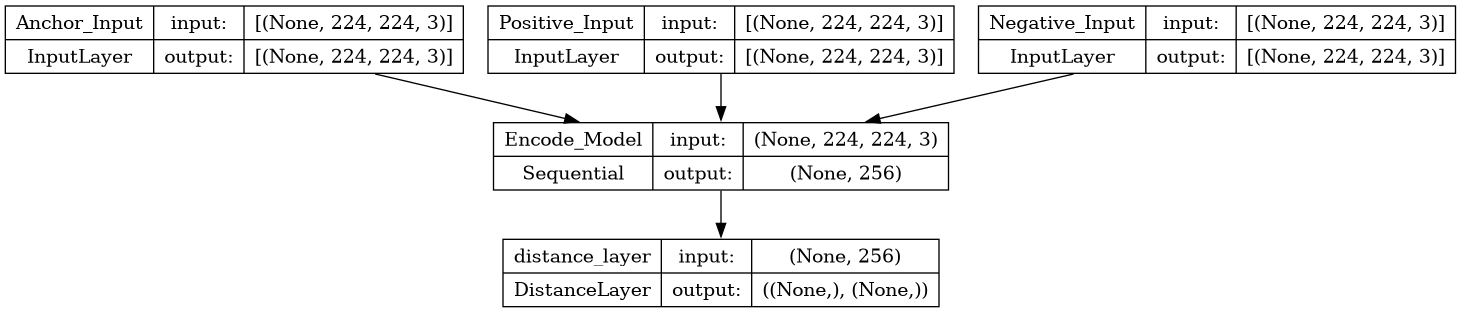 Anchor_Input input: [(None, 224, 224, 3)]
InputLayer output: [(None, 224, 224, 3)]
Positive_Input input: [(None, 224, 224, 3)]
InputLayer output: [(None, 224, 224, 3)]
Negative_Input input: [(None, 224, 224, 3)]
InputLayer output: [(None, 224, 224, 3)]
Encode_Model input: (None, 224, 224, 3)
Sequential output: (None, 256)
distance_layer input: (None, 256)
DistanceLayer output: ((None,), (None,))